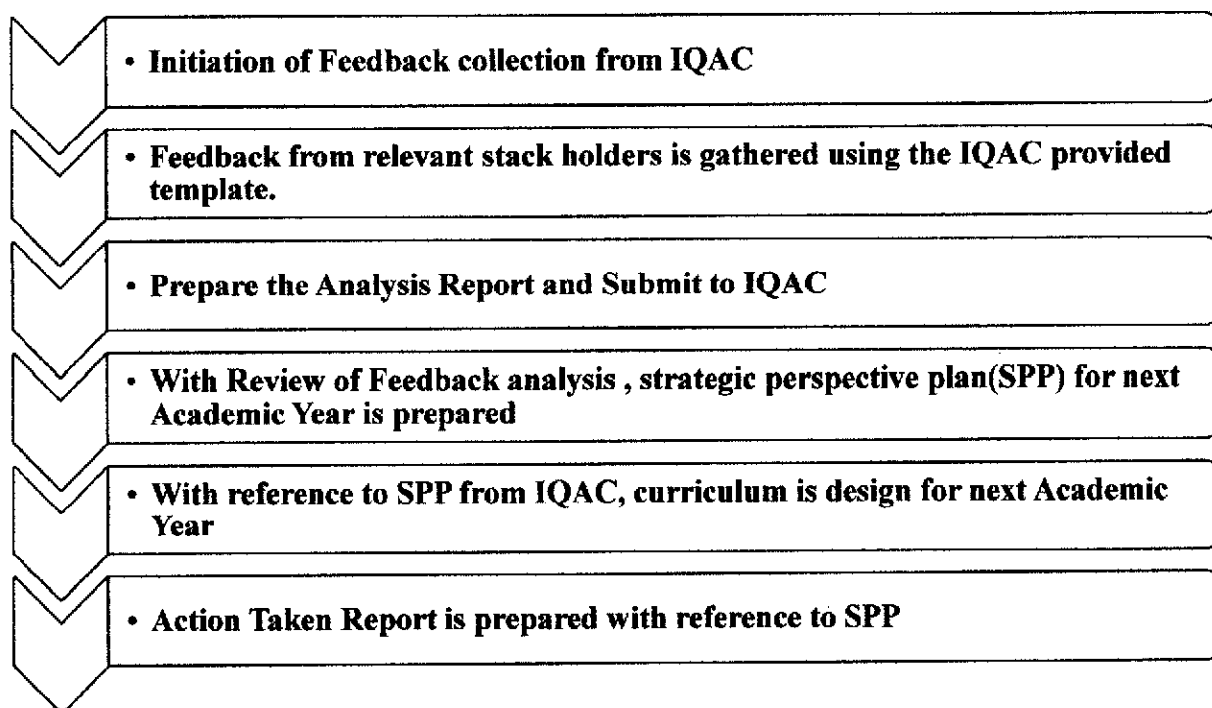 • Initiation of Feedback collection from IQAC
• Feedback from relevant stack holders is gathered using the IQAC provided
template.
• Prepare the Analysis Report and Submit to IQAC
• With Review of Feedback analysis , strategic perspective plan(SPP) for next
Academic Year is prepared
• With reference to SPP from IQAC, curriculum is design for next Academic
Year
• Action Taken Report is prepared with reference to SPP